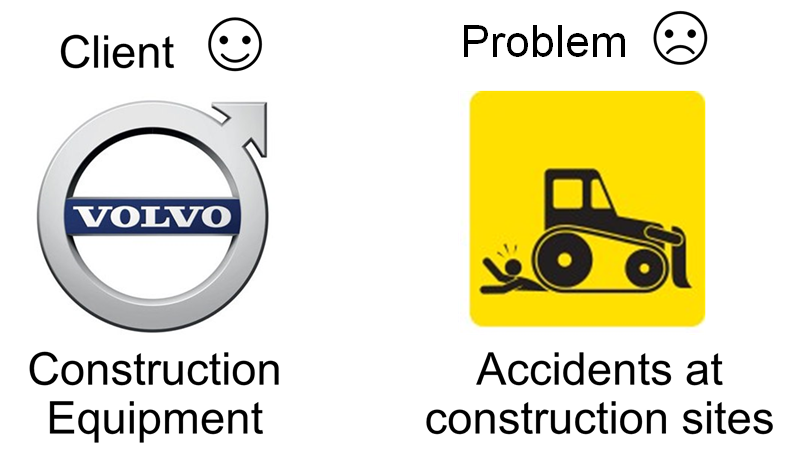 Client
Problem
VOLVO
Construction
Equipment
Accidents at
construction sites